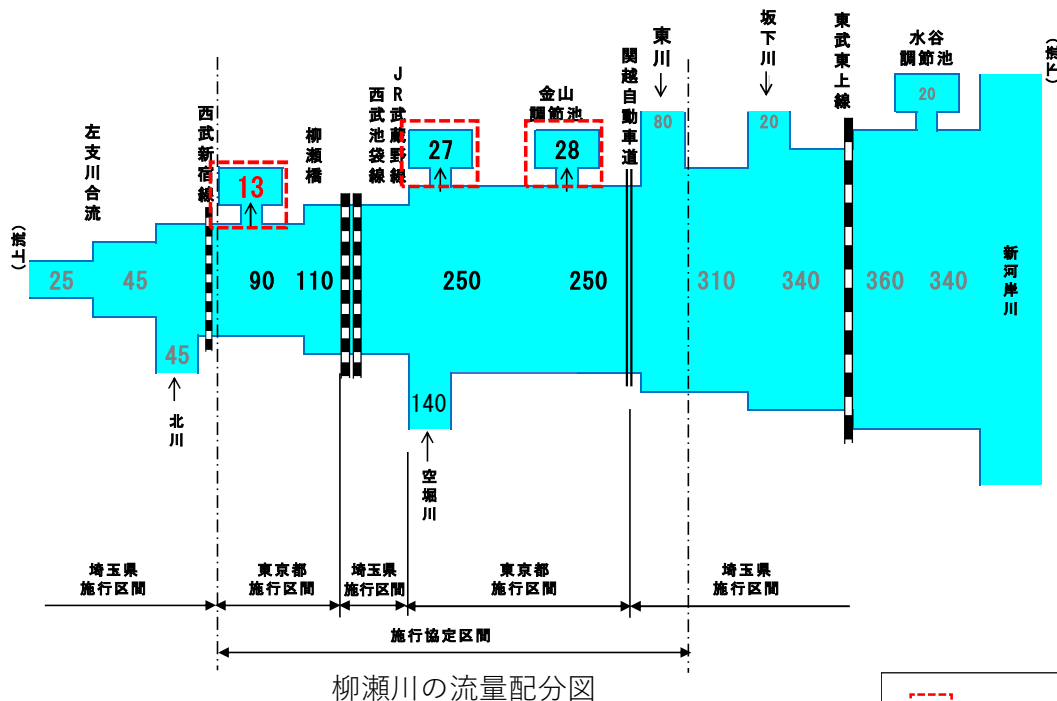 (上流)
25
左支川合流
45
45
北川
西武新宿線
13
90
柳瀬橋
110
西武池袋線
JR武蔵野線
27
250
140
空堀川
金山
調節池
28
250
関越自動車道
東川
80
310
坂下川
20
340
東武東上線
水谷
調節池
20
360
340
新河岸川
(下流)
埼玉県
施行区間
東京都
施行区間
埼玉県
施行区間
東京都
施行区間
埼玉県
施行区間
施行協定区間
柳瀬川の流量配分図